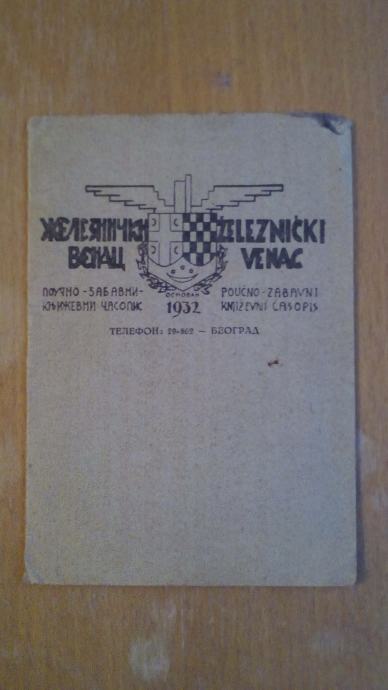 ЖЕЛЕЗНИЧКИ
ВЕНАЦ
ПОУЧНО-ЗАБАВНИ-
КЊИЖЕВНИ ЧАСОПИС
ŽELEZNIČKI
VENAC
POUČNO-ZABAVNI
KNJIŽEVNI ČASOPIS
ОСНОВАН
1932
ТЕЛЕФОН: 29-862 — БЕОГРАД